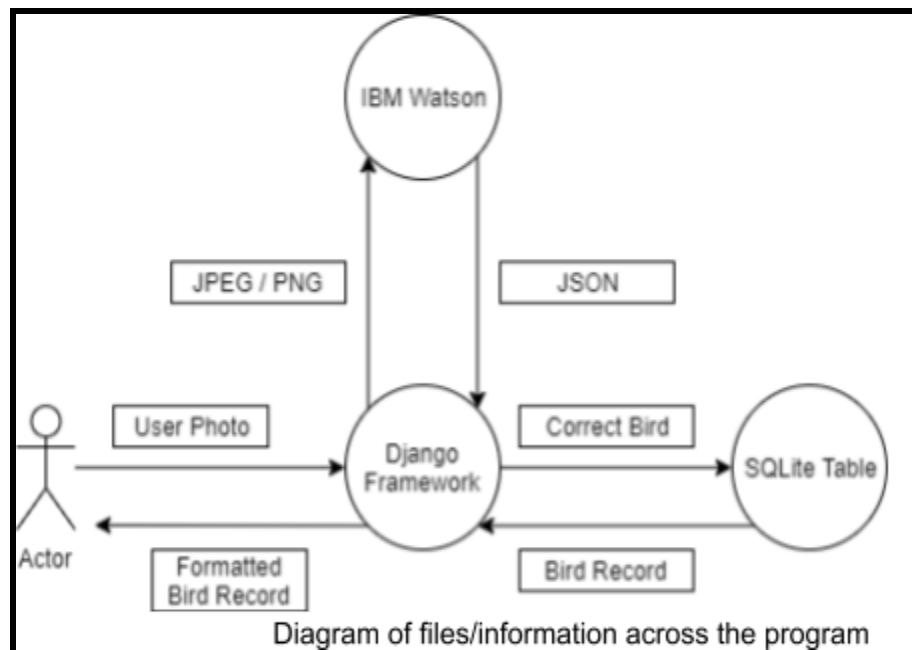 IBM Watson
JPEG / PNG
JSON
User Photo
Correct Bird
Django
Framework
SQLite Table
Actor
Formatted
Bird Record
Bird Record
Diagram of files/information across the program